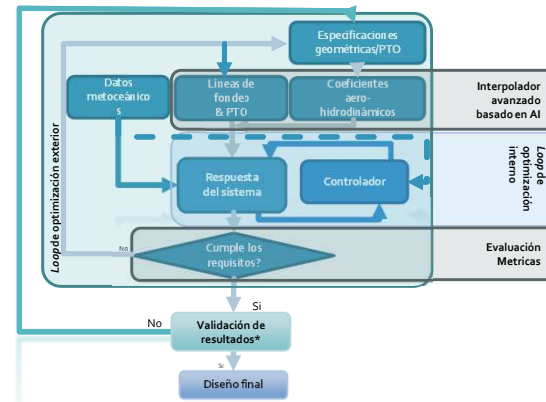 Especificaciones
geométricas/PTO
Datos
metoceánico
s
Líneas de
fondeo
& PTO
Coeficientes
aero-
hidrodinámicos
Interpolador
avanzado
basado en AI
Loop de optimización exterior
Respuesta
del sistema
Controlador
Loop de
optimización
interno
No
Cumple los
requisitos?
Evaluación
Metricas
Si
No
Validación de
resultados*
Si
Diseño final